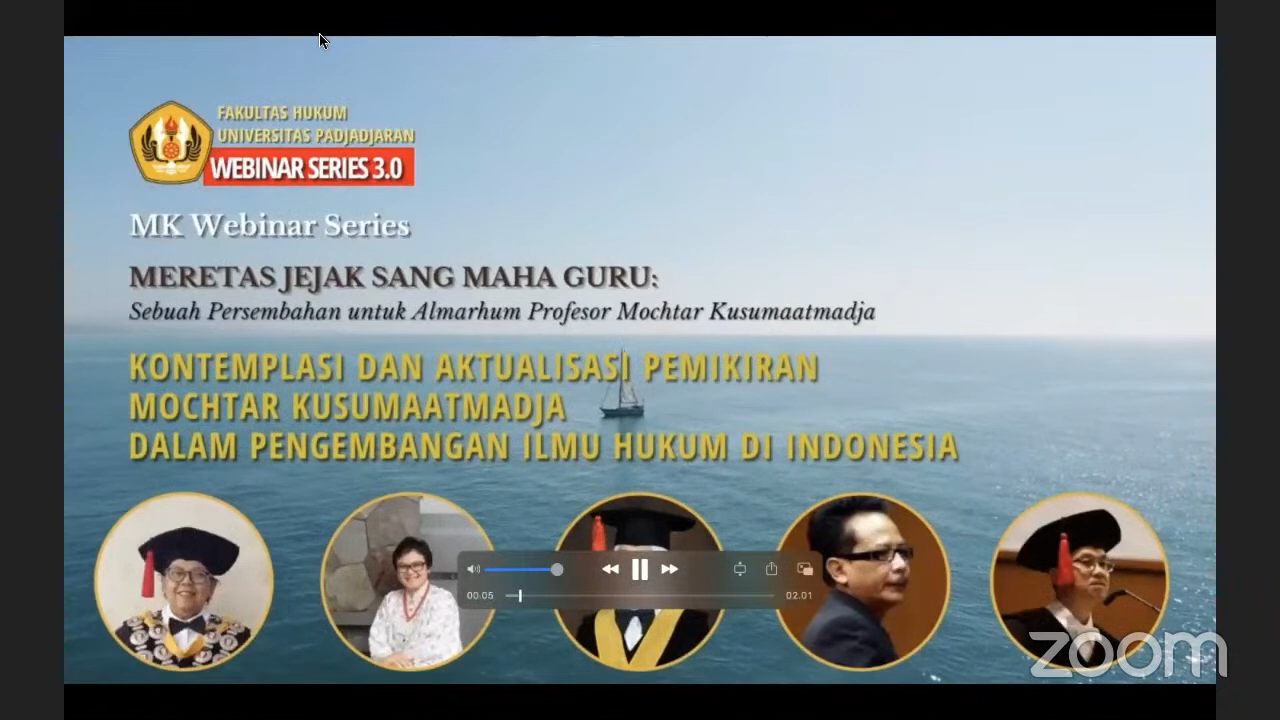 FAKULTAS HUKUM
UNIVERSITAS PADJADJARAN
WEBINAR SERIES 3.0
MK Webinar Series
MERETAS JEJAK SANG MAHA GURU:
Sebuah Persembahan untuk Almarhum Profesor Mochtar Kusumaatmadja
KONTEMPLASI DAN AKTUALISASI PEMIKIRAN
MOCHTAR KUSUMAATMADJA
DALAM PENGEMBANGAN ILMU HUKUM DI INDONESIA
00:05
02.01
zoom